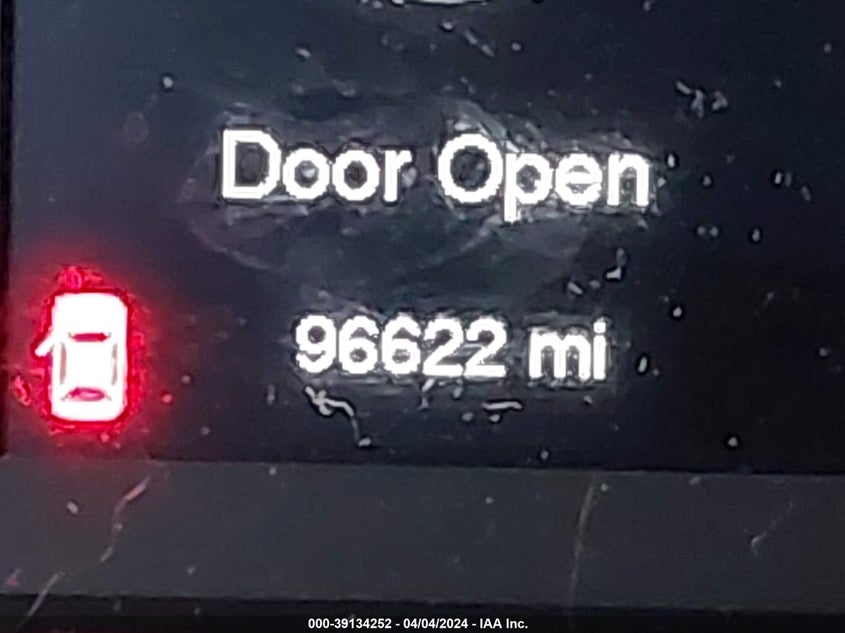 Door Open
96622 mi
000-39134252 - 04/04/2024 - IAA Inc.